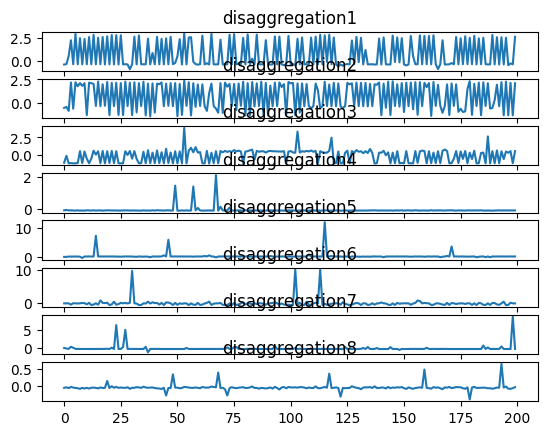 disaggregation1
2.5
0.0
disaggregation2
2.5
0.0
disaggregation3
2.5
0.0
disaggregation4
2
0
disaggregation5
10
0
disaggregation6
10
0
disaggregation7
5
0
disaggregation8
0.5
0.0
0 25 50 75 100 125 150 175 200